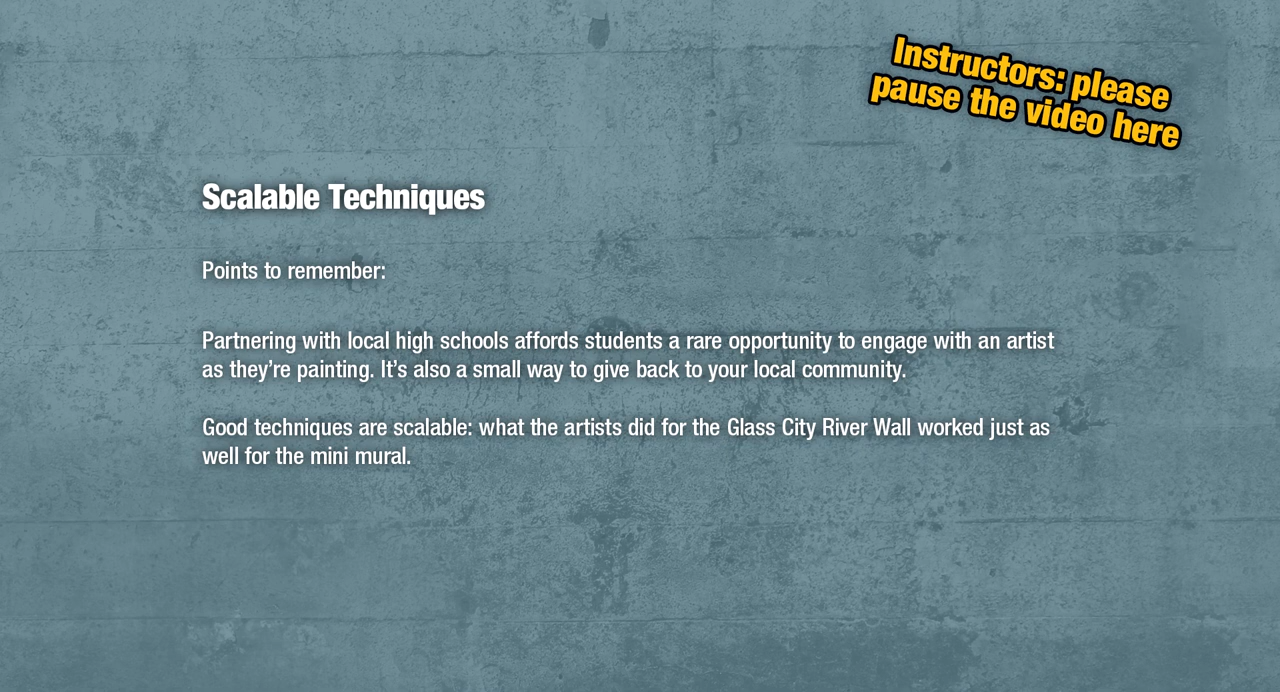 Instructors: please
pause the video here
Scalable Techniques
Points to remember:
Partnering with local high schools affords students a rare opportunity to engage with an artist
as they’re painting. It’s also a small way to give back to your local community.
Good techniques are scalable: what the artists did for the Glass City River Wall worked just as
well for the mini mural.